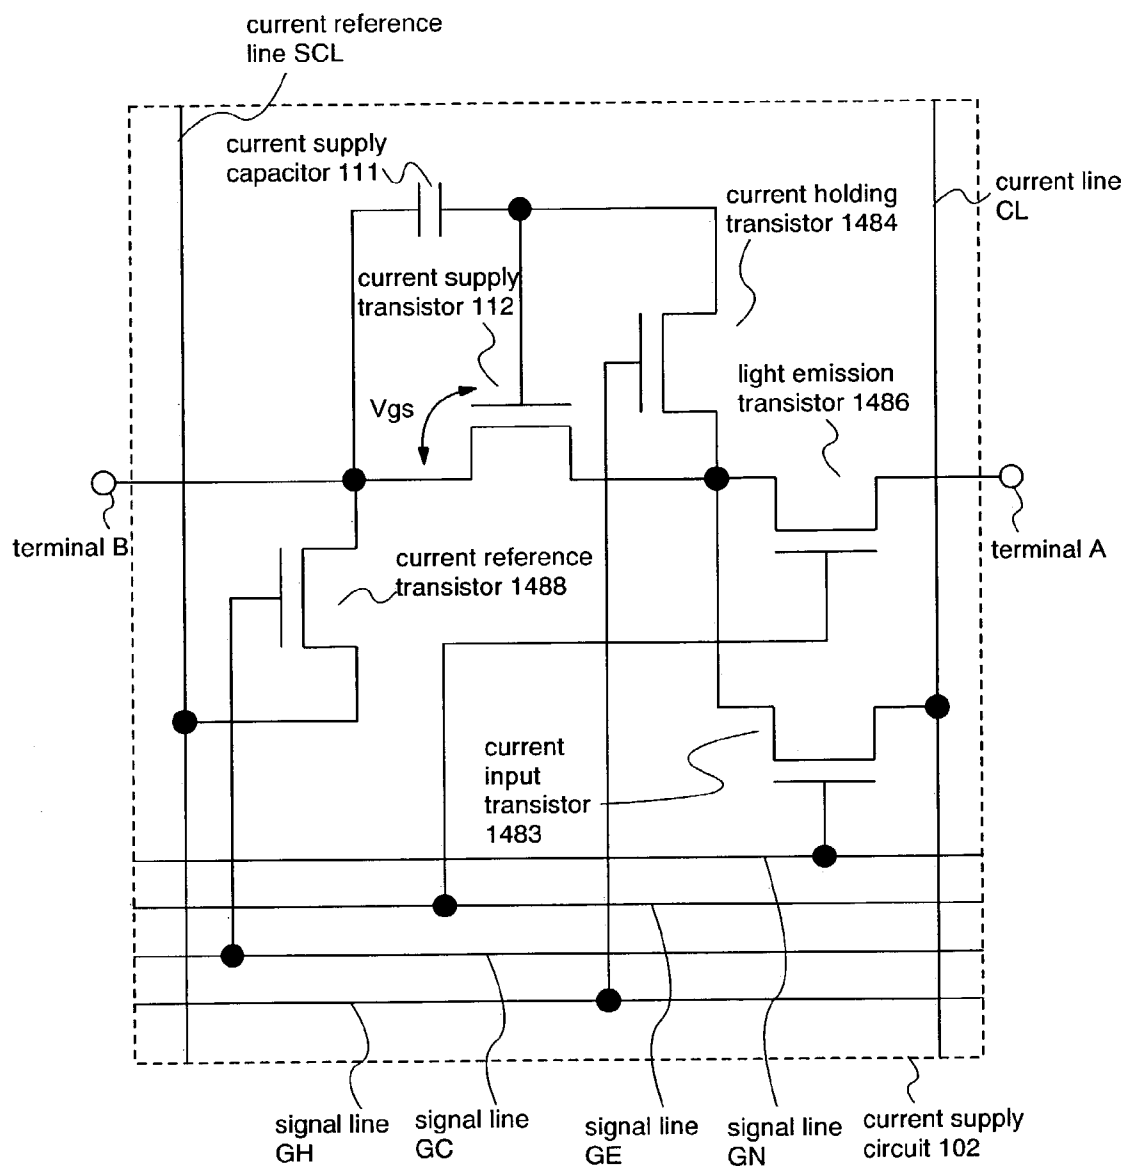 current reference
line SCL
current supply
capacitor 111
current holding
transistor 1484
current line
CL
current supply
transistor 112
light emission
transistor 1486
Vgs
terminal B
current reference
transistor 1488
terminal A
current
input
transistor
1483
signal line
GH
signal line
GC
signal line
GE
signal line
GN
current supply
circuit 102